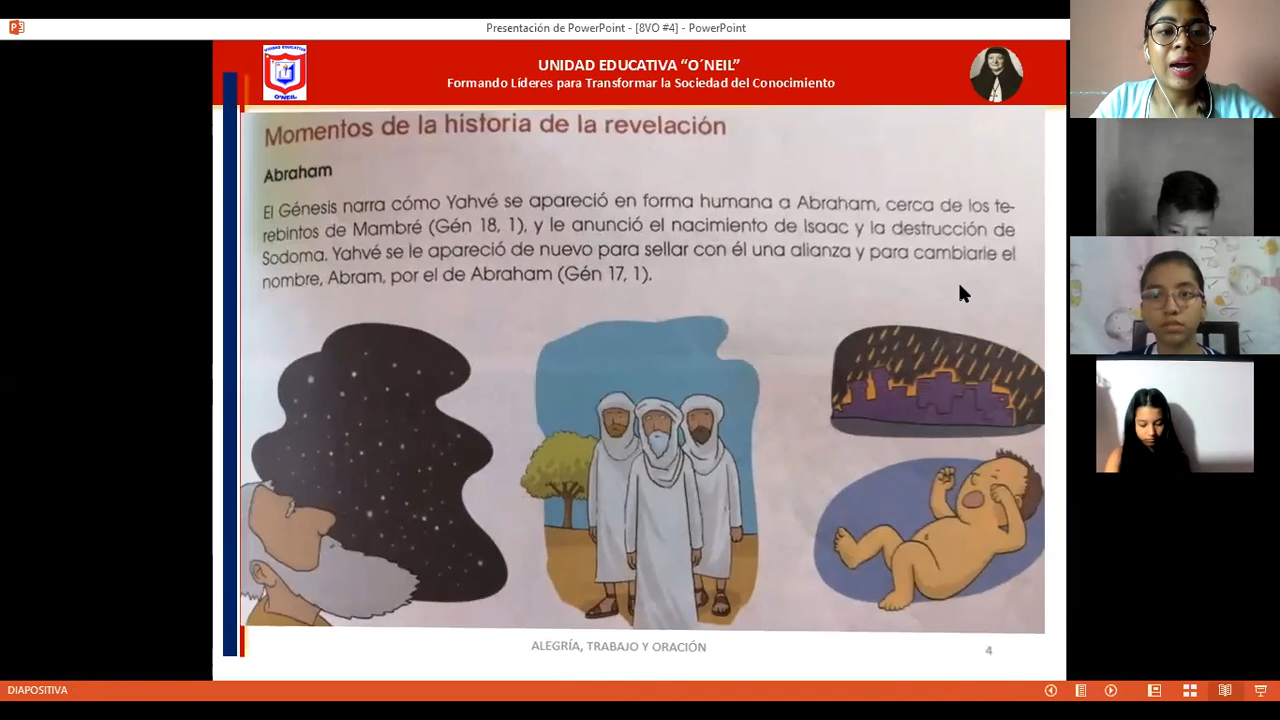 Presentación de PowerPoint - [8VO #4] - PowerPoint
UNIDAD EDUCATIVA
O'NEIL
UNIDAD EDUCATIVA “O´NEIL”
Formando Líderes para Transformar la Sociedad del Conocimiento
Momentos de la historia de la revelación
Abraham
El Génesis narra cómo Yahvé se apareció en forma humana a Abraham, cerca de los te-
rebintos de Mambré (Gén 18, 1), y le anunció el nacimiento de Isaac y la destrucción de
Sodoma. Yahvé se le apareció de nuevo para sellar con él una alianza y para cambiarle el
nombre, Abram, por el de Abraham (Gén 17, 1).
ALEGRÍA, TRABAJO Y ORACIÓN
4
DIAPOSITIVA